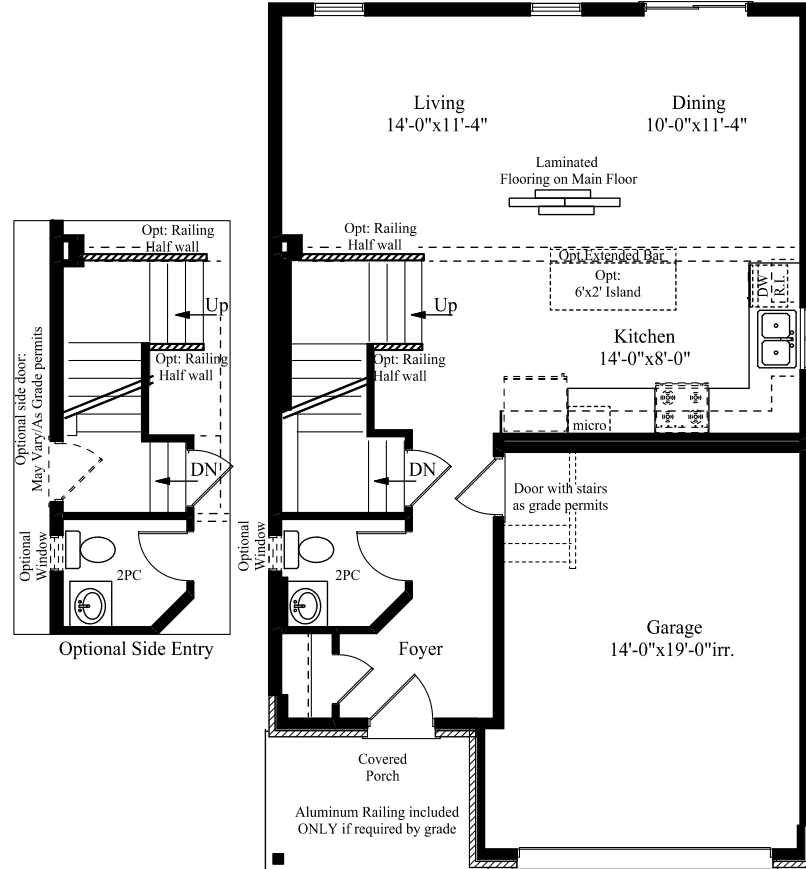 Living
14'-0"x11'-4"
Dining
10'-0"x11'-4"
Laminated
Flooring on Main Floor
Opt: Railing
Half wall
Up
Opt: Railing
Half wall
Optional side door:
May Vary/As Grade permits
DN
Optional
Window
2PC
Optional Side Entry
Opt: Railing
Half wall
Up
Opt: Railing
Half wall
DN
Optional
Window
2PC
Opt.Extended Bar
Opt:
6'x2' Island
DW
R.I.
Kitchen
14'-0"x8'-0"
micro
Door with stairs
as grade permits
Foyer
Garage
14'-0"x19'-0"irr.
Covered
Porch
Aluminum Railing included
ONLY if required by grade